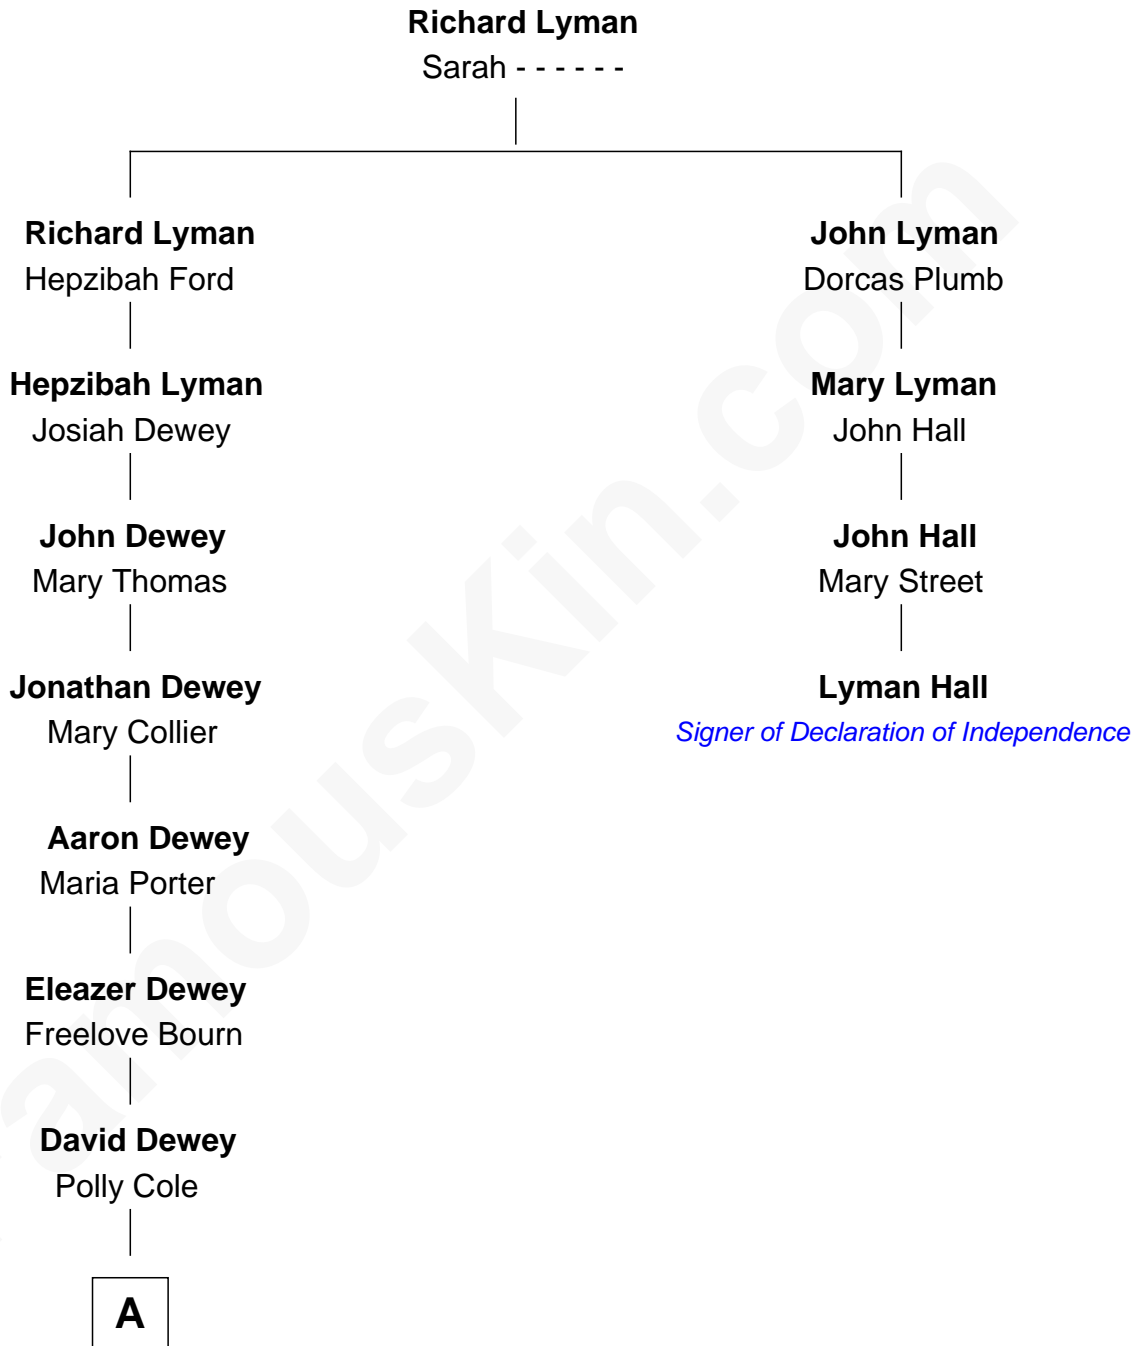 Richard Lyman
Sarah - - - - - -
Richard Lyman
Hepzibah Ford
John Lyman
Dorcas Plumb
Hepzibah Lyman
Josiah Dewey
Mary Lyman
John Hall
John Dewey
Mary Thomas
John Hall
Mary Street
Jonathan Dewey
Mary Collier
Lyman Hall
Signer of Declaration of Independence
Aaron Dewey
Maria Porter
Eleazer Dewey
Freelove Bourn
David Dewey
Polly Cole
A
amousKin.com